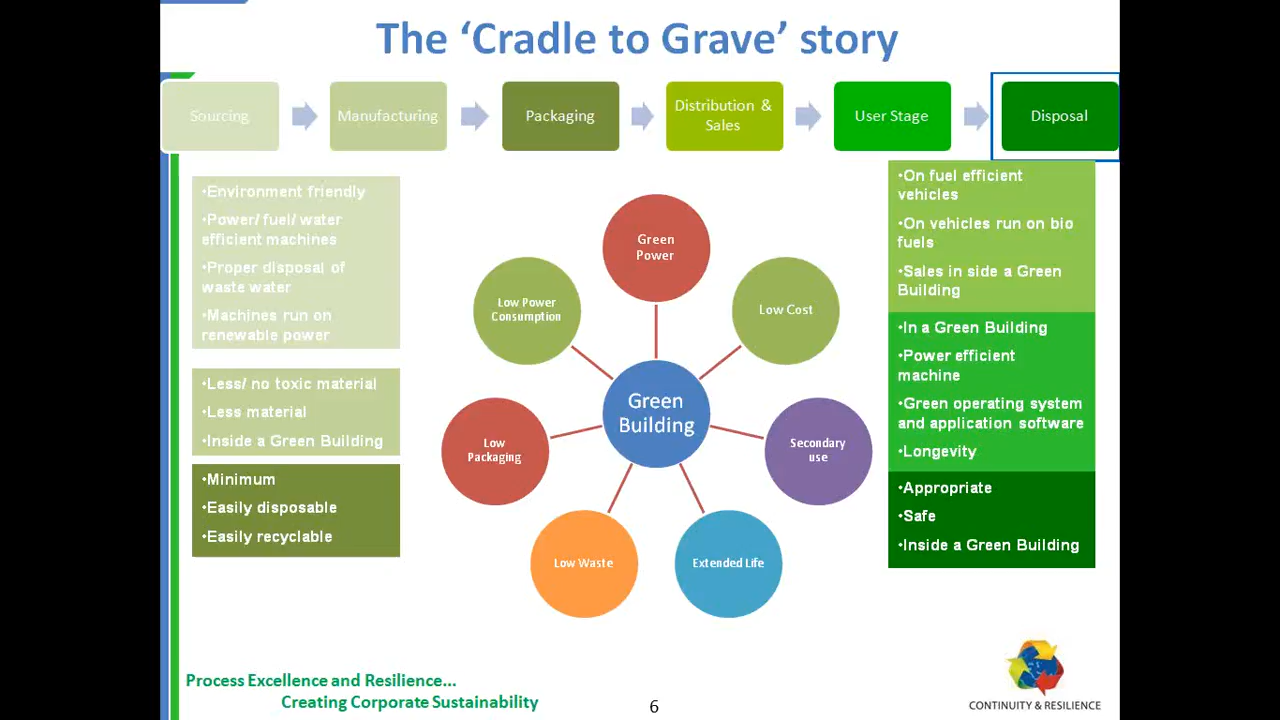 The ‘Cradle to Grave’ story
Sourcing
Manufacturing
Packaging
Distribution &
Sales
User Stage
Disposal
•Environment friendly
•Power/ fuel/ water
efficient machines
•Proper disposal of
waste water
•Machines run on
renewable power
•Less/ no toxic material
•Less material
•Inside a Green Building
•Minimum
•Easily disposable
•Easily recyclable
Green
Power
Low Cost
Secondary
use
Extended Life
Low Waste
Low
Packaging
Low Power
Consumption
Green
Building
•On fuel efficient
vehicles
•On vehicles run on bio
fuels
•Sales in side a Green
Building
•In a Green Building
•Power efficient
machine
•Green operating system
and application software
•Longevity
•Appropriate
•Safe
•Inside a Green Building
Process Excellence and Resilience...
Creating Corporate Sustainability
6
CONTINUITY & RESILIENCE